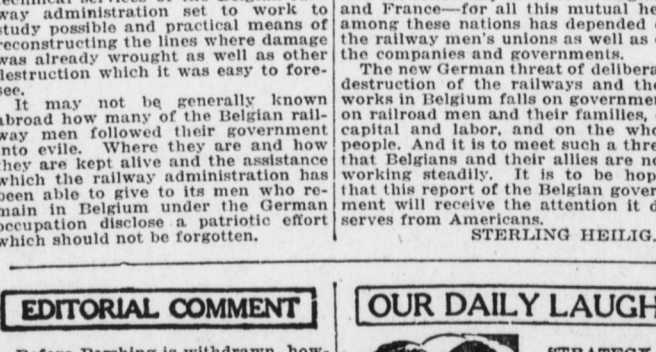 way administration set to work to
study possible and practical means of
reconstructing the lines where damage
was already wrought as well as other
destruction which it was easy to fore-
see.
It may not be generally known
abroad how many of the Belgian rail-
way men followed their government
into evile. Where they are and how
they are kept alive and the assistance
which the railway administration has
been able to give to its men who re-
main in Belgium under the German
occupation disclose a patriotic effort
which should not be forgotten.
and France—for all this mutual he
among these nations has depended
the railway men's unions as well as
the companies and governments.
The new German threat of delibera
destruction of the railways and the
works in Belgium falls on governmen
on railroad men and their families,
capital and labor, and on the who
people. And it is to meet such a thre
that Belgians and their allies are no
working steadily. It is to be hop
that this report of the Belgian gover
ment will receive the attention it d
serves from Americans.
STERLING HEILIG.
EDITORIAL COMMENT
OUR DAILY LAUGH
Before Pershing is withdrawn, how-